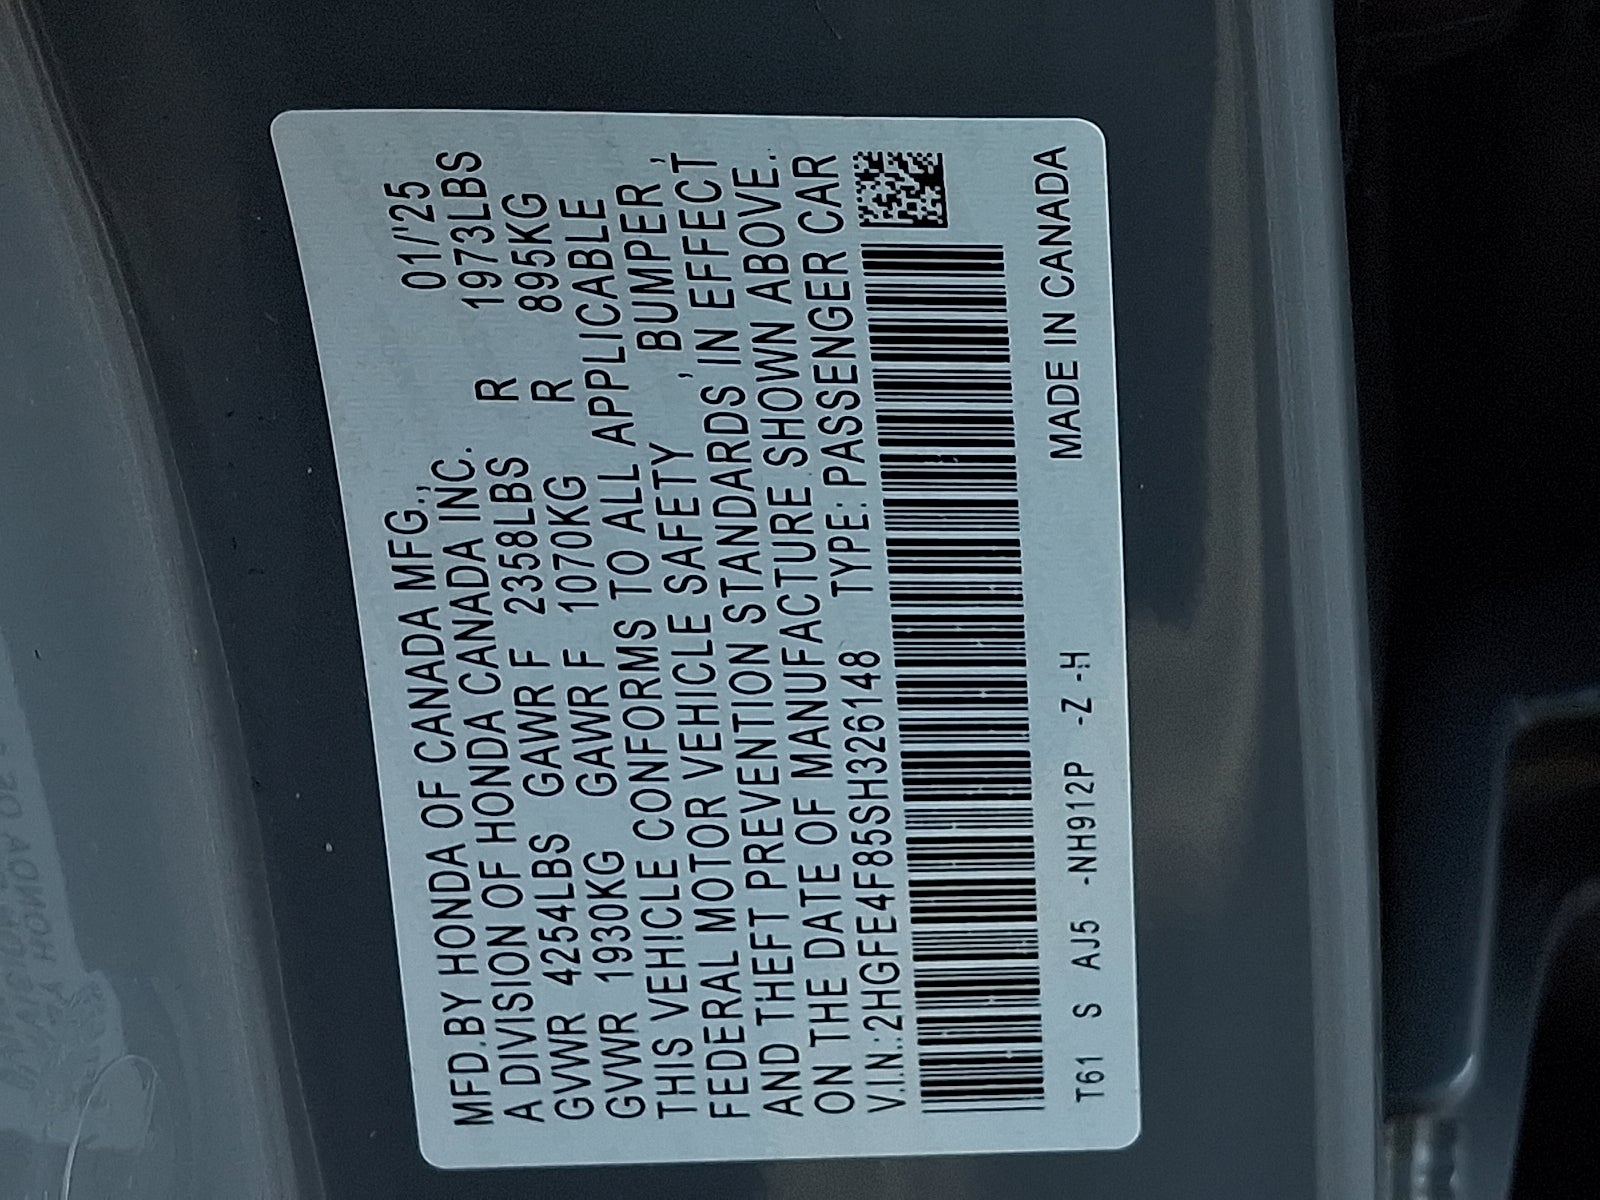 MFD.BY HONDA OF CANADA MFG., 01/'25
A DIVISION OF HONDA CANADA INC.
GVWR 4254LBS GAWR F 2358LBS R 1973LBS
GVWR 1930KG GAWR F 1070KG R 895KG
THIS VEHICLE CONFORMS TO ALL APPLICABLE
FEDERAL MOTOR VEHICLE SAFETY , BUMPER ,
AND THEFT PREVENTION STANDARDS , IN EFFECT
ON THE DATE OF MANUFACTURE SHOWN ABOVE.
V.I.N.:2HGFE4F85SH326148 TYPE: PASSENGER CAR
T61 S AJ5 -NH912P -Z -H MADE IN CANADA